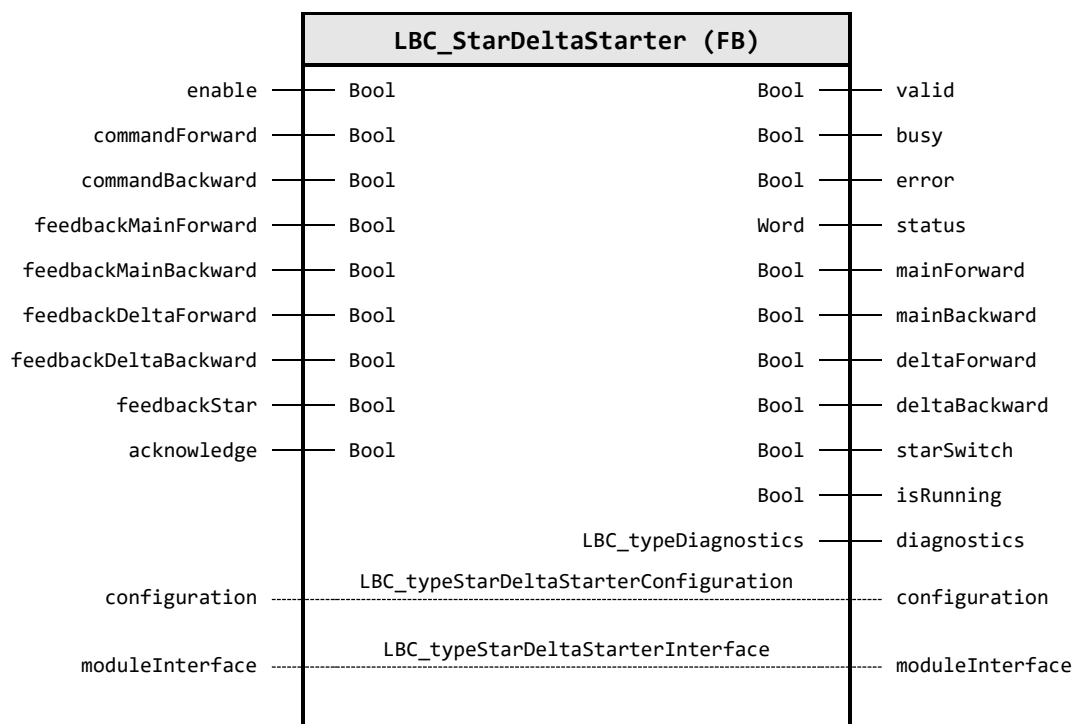 LBC_StarDeltaStarter (FB)
enable Bool Bool valid
commandForward Bool Bool busy
commandBackward Bool Bool error
feedbackMainForward Bool Word status
feedbackMainBackward Bool Bool mainForward
feedbackDeltaForward Bool Bool mainBackward
feedbackDeltaBackward Bool Bool deltaForward
feedbackStar Bool Bool deltaBackward
acknowledge Bool Bool starSwitch
Bool isRunning
LBC_typeDiagnostics diagnostics
LBC_typeStarDeltaStarterConfiguration
configuration configuration
LBC_typeStarDeltaStarterInterface
moduleInterface moduleInterface